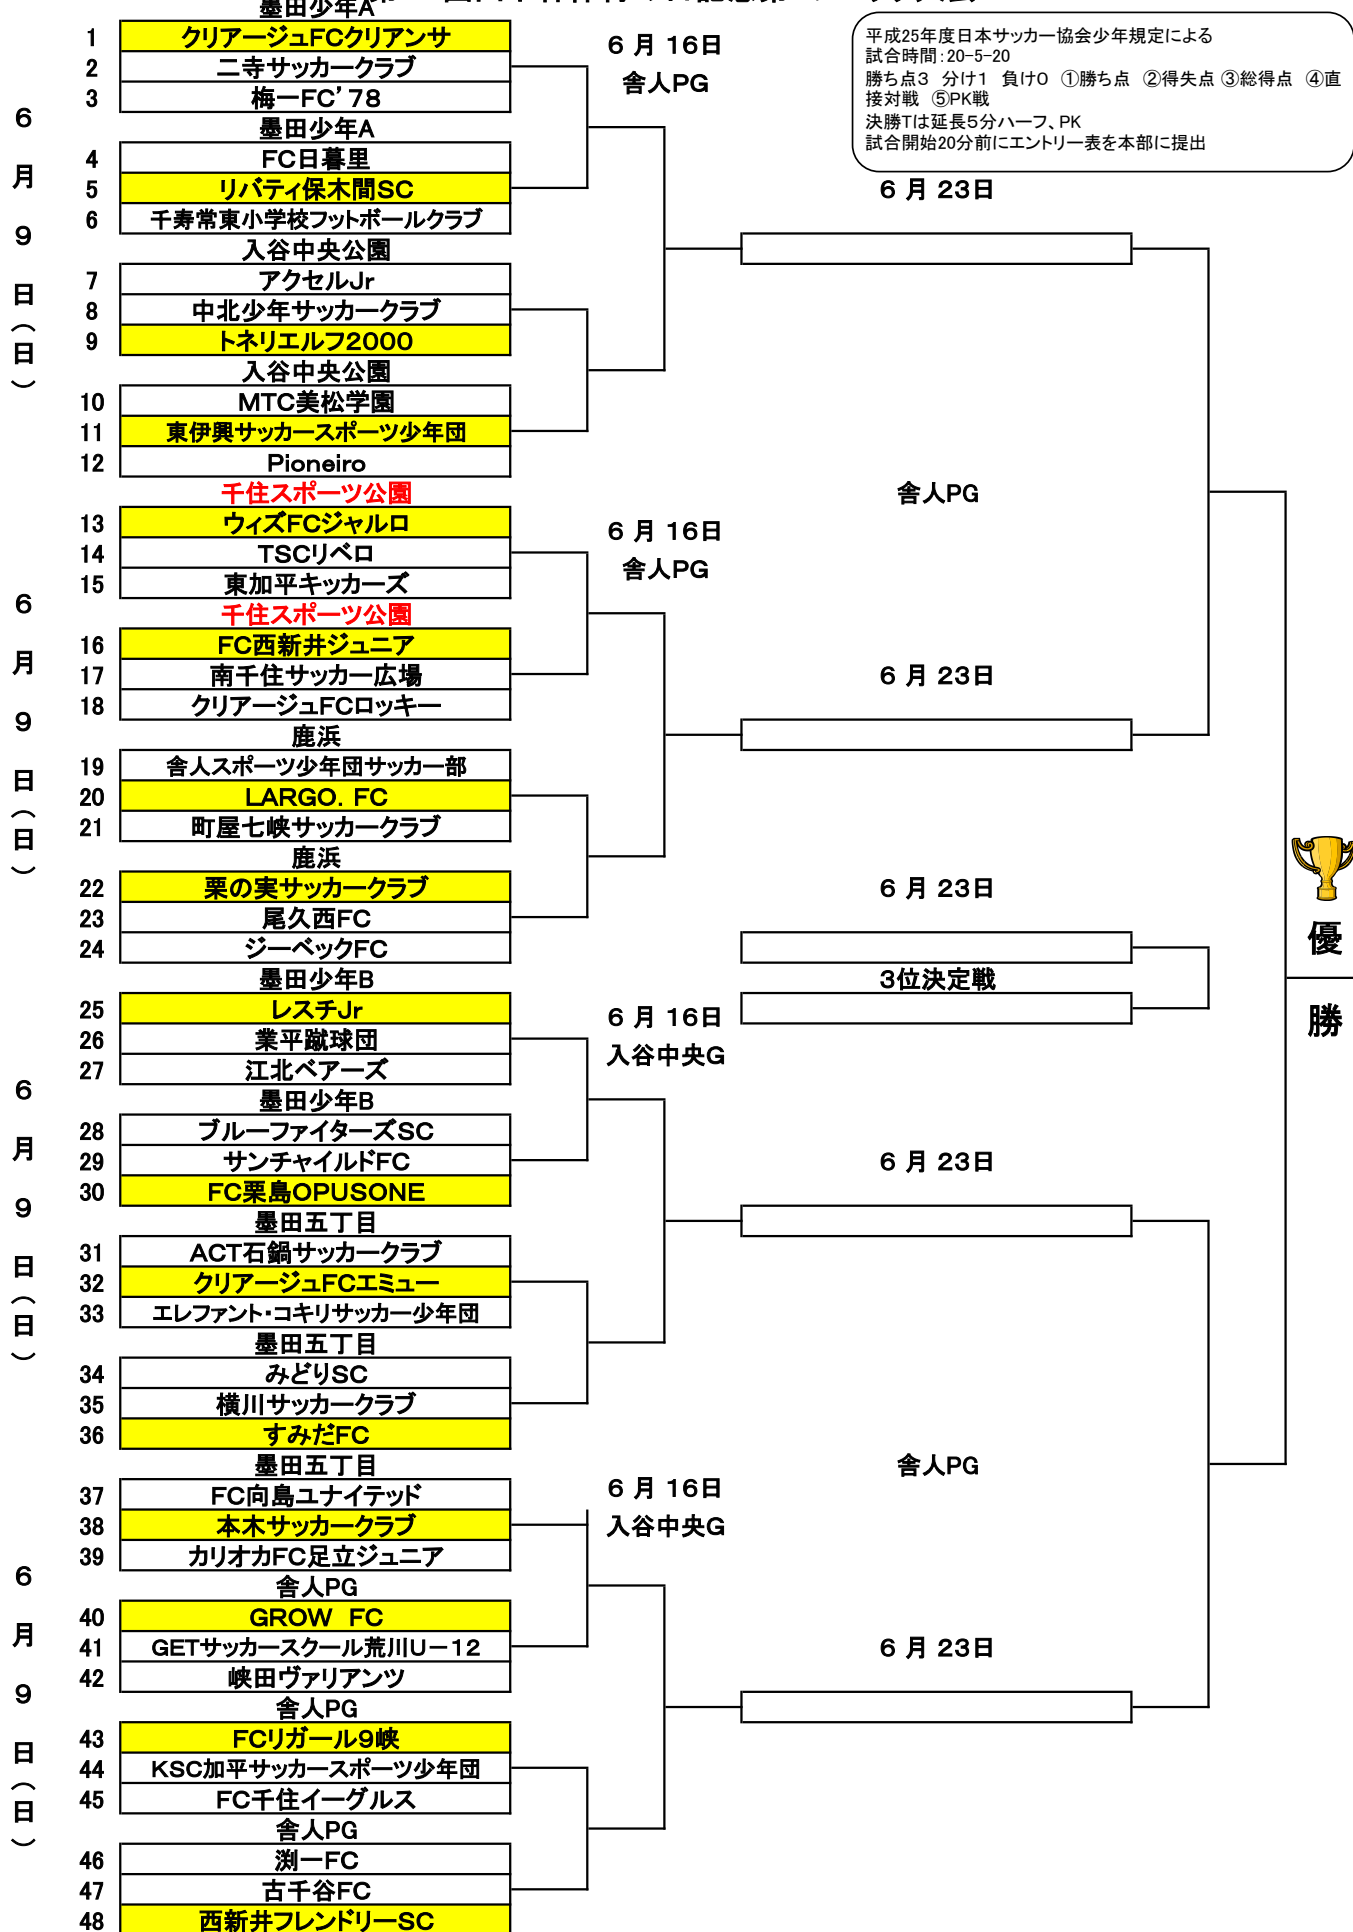 墨田少年A
1 クリアージュFCクリアンサ
2 二寺サッカークラブ
3 梅一FC’78
墨田少年A
4 FC日暮里
5 リバティ保木間SC
6 千寿常東小学校フットボールクラブ
入谷中央公園
7 アクセルJr
8 中北少年サッカークラブ
9 トネリエルフ2000
入谷中央公園
10 MTC美松学園
11 東伊興サッカースポーツ少年団
12 Pioneiro
6月9日(日)
千住スポーツ公園
13 ウィズFCジャルロ
14 TSCリベロ
15 東加平キッカーズ
千住スポーツ公園
16 FC西新井ジュニア
17 南千住サッカー広場
18 クリアージュFCロッキー
鹿浜
19 舎人スポーツ少年団サッカー部
20 LARGO.FC
21 町屋七峡サッカークラブ
鹿浜
22 栗の実サッカークラブ
23 尾久西FC
24 ジーベックFC
6月9日(日)
墨田少年B
25 レスチJr
26 業平蹴球団
27 江北ベアーズ
墨田少年B
28 ブルーファイターズSC
29 サンチャイルドFC
30 FC栗島OPUSONE
墨田五丁目
31 ACT石鍋サッカークラブ
32 クリアージュFCエミュー
33 エレファント・コキリサッカー少年団
墨田五丁目
34 みどりSC
35 横川サッカークラブ
36 すみだFC
6月9日(日)
墨田五丁目
37 FC向島ユナイテッド
38 本木サッカークラブ
39 カリオカFC足立ジュニア
舎人PG
40 GROW FC
41 GETサッカースクール荒川U－12
42 峡田ヴァリアンツ
舎人PG
43 FCリガール9峡
44 KSC加平サッカースポーツ少年団
45 FC千住イーグルス
舎人PG
46 渕一FC
47 古千谷FC
48 西新井フレンドリーSC
6月9日(日)
6月16日
舎人PG
6月16日
舎人PG
6月16日
入谷中央G
6月16日
入谷中央G
平成25年度日本サッカー協会少年規定による
試合時間:20-5-20
勝ち点3 分け1 負け0 ①勝ち点 ②得失点 ③総得点 ④直
接対戦 ⑤PK戦
決勝Tは延長5分ハーフ、PK
試合開始20分前にエントリー表を本部に提出
6月23日
舎人PG
6月23日
6月23日
3位決定戦
6月23日
舎人PG
6月23日
優
勝